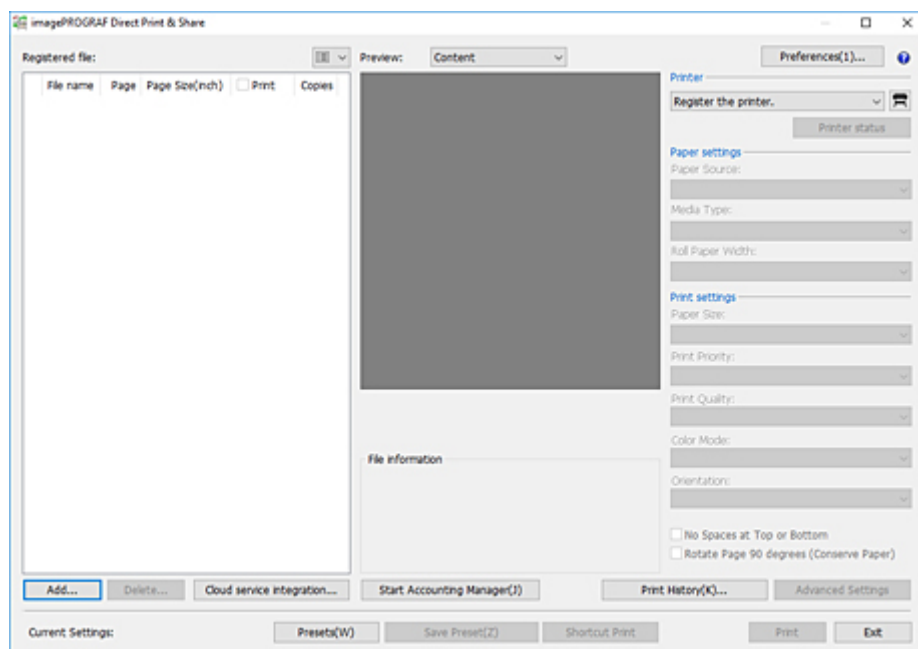 imagePROGRAF Direct Print & Share
Registered file:
Preview:
Content
Preferences(1)...
File name Page Page Size(inch) Print Copies
Printer
Register the printer.
Printer status
Paper settings
Paper Source:
Media Type:
Roll Paper Width:
Print settings
Paper Size:
Print Priority:
Print Quality:
Color Mode:
Orientation:
No Spaces at Top or Bottom
Rotate Page 90 degrees (Conserve Paper)
File information
Add... Delete... Cloud service integration... Start Accounting Manager(J) Print History(K)... Advanced Settings
Current Settings: Presets(W) Save Preset(Z) Shortcut Print Print Exit